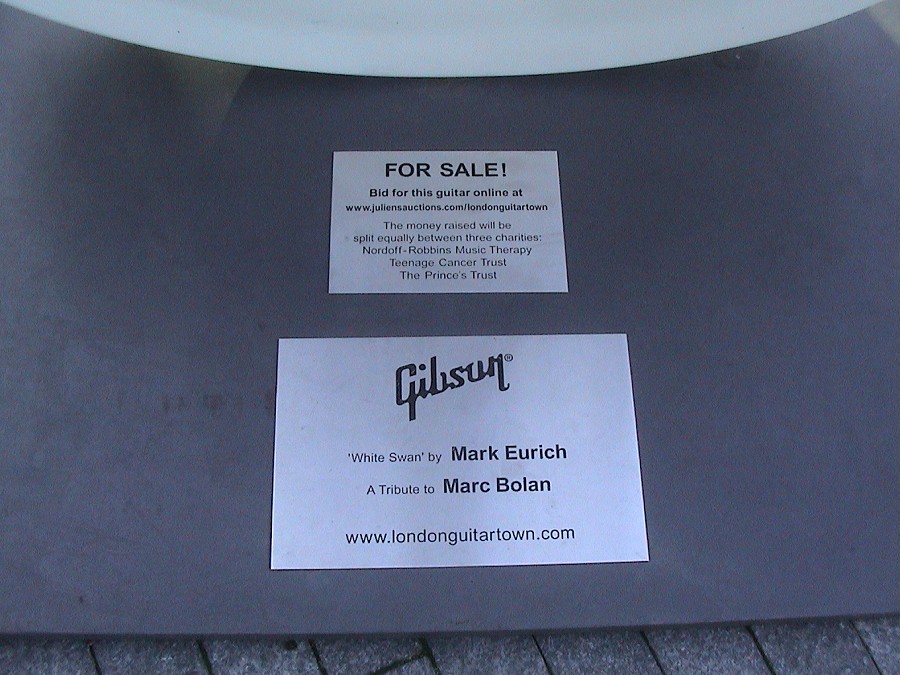 FOR SALE!
Bid for this guitar online at
www.juliensauctions.com/londonguitartown
The money raised will be
split equally between three charities:
Nordoff-Robbins Music Therapy
Teenage Cancer Trust
The Prince's Trust
Gibson®
'White Swan' by Mark Eurich
A Tribute to Marc Bolan
www.londonguitartown.com